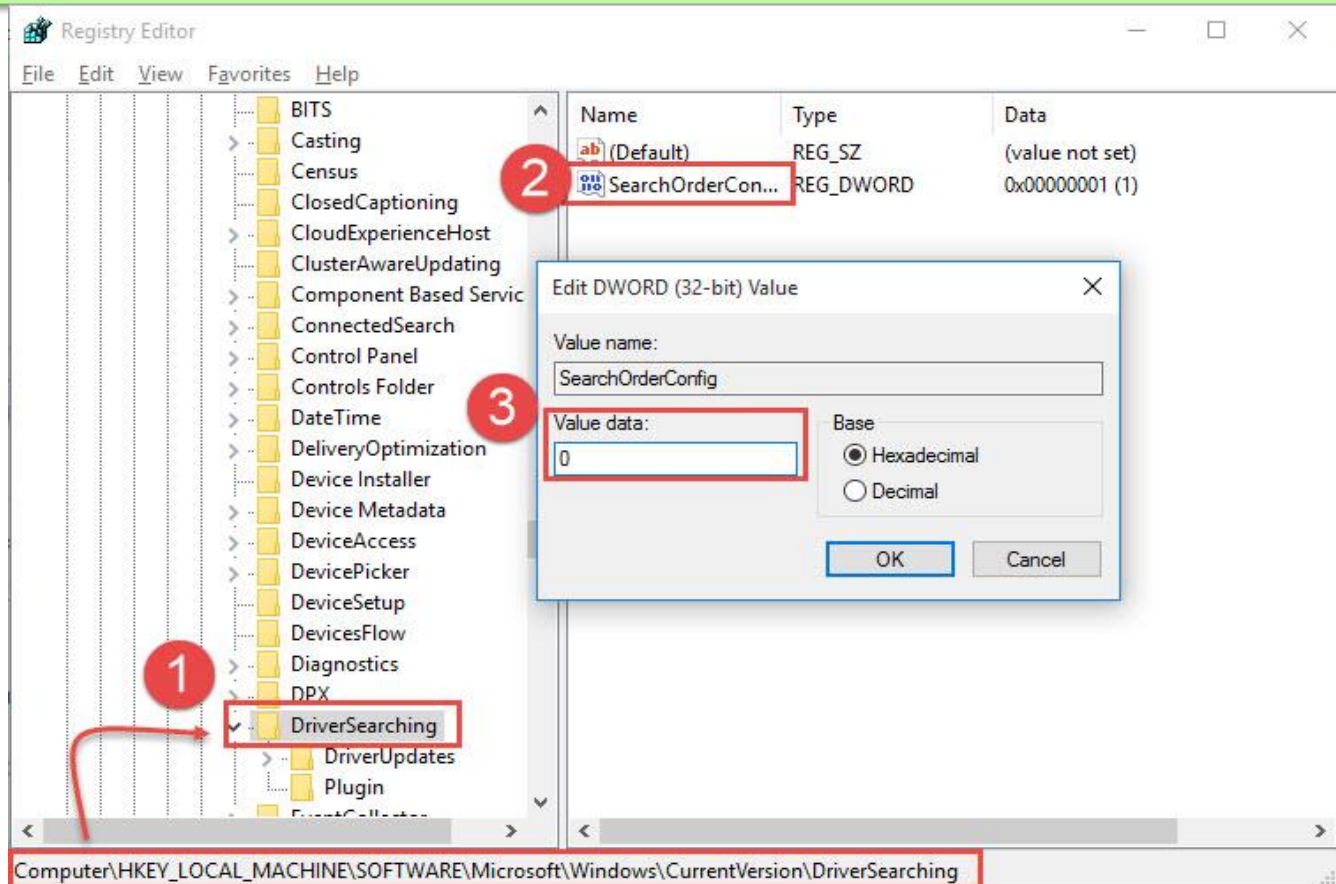 Registry Editor
File Edit View Favorites Help
BITS
Casting
Census
ClosedCaptioning
CloudExperienceHost
ClusterAwareUpdating
Component Based Servic
ConnectedSearch
Control Panel
Controls Folder
DateTime
DeliveryOptimization
Device Installer
Device Metadata
DeviceAccess
DevicePicker
DeviceSetup
DevicesFlow
Diagnostics
DPX
1
DriverSearching
DriverUpdates
Plugin
Name Type Data
ab (Default) REG_SZ (value not set)
2
SearchOrderCon... REG_DWORD 0x00000001 (1)
Edit DWORD (32-bit) Value
Value name:
SearchOrderConfig
3
Value data:
0
Base
Hexadecimal
Decimal
OK Cancel
Computer\HKEY_LOCAL_MACHINE\SOFTWARE\Microsoft\Windows\CurrentVersion\DriverSearching